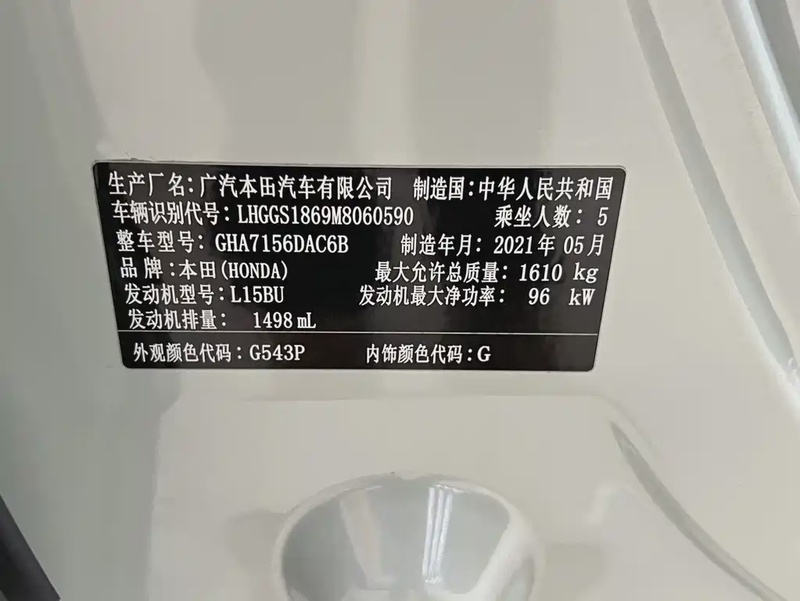 生产厂名：广汽本田汽车有限公司 制造国：中华人民共和国
车辆识别代号：LHGGS1869M8060590 乘坐人数：5
整车型号：GHA7156DAC6B 制造年月：2021年05月
品牌：本田(HONDA) 最大允许总质量：1610 kg
发动机型号：L15BU 发动机最大净功率：96 kW
发动机排量：1498 mL
外观颜色代码：G543P 内饰颜色代码：G